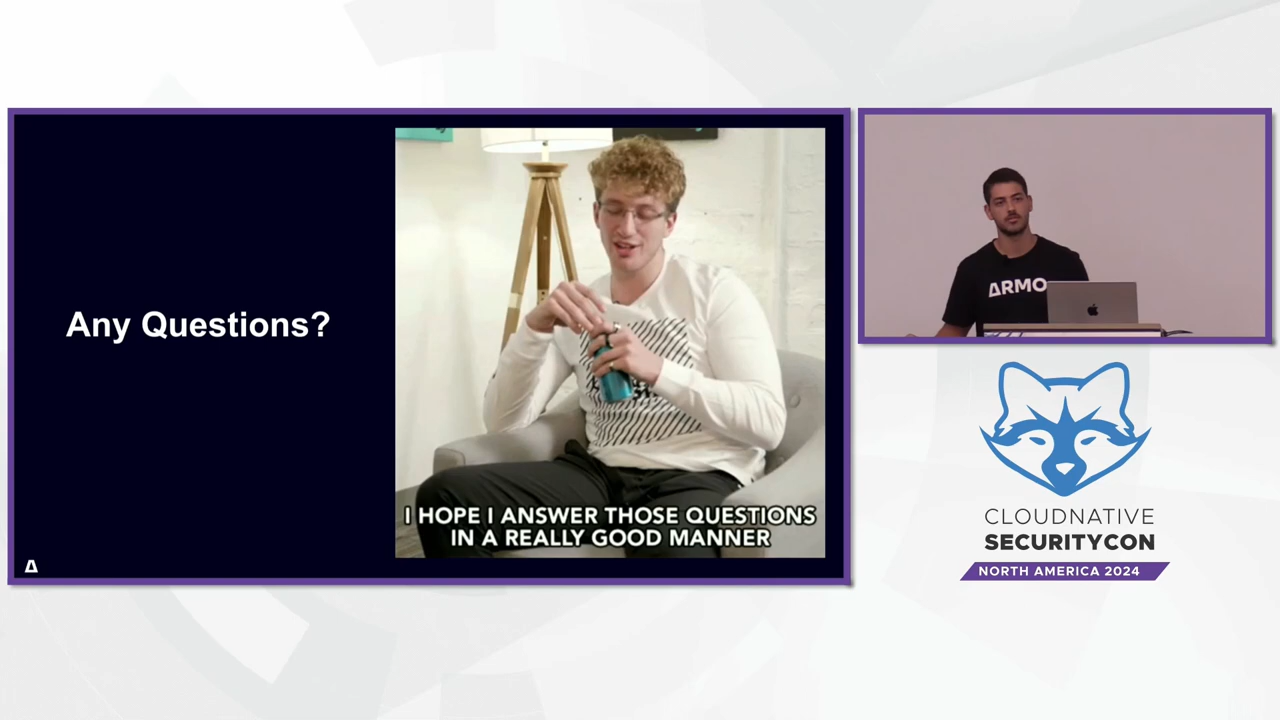 Any Questions?
I HOPE I ANSWER THOSE QUESTIONS
IN A REALLY GOOD MANNER
ARMO
CLOUDNATIVE
SECURITYCON
NORTH AMERICA 2024